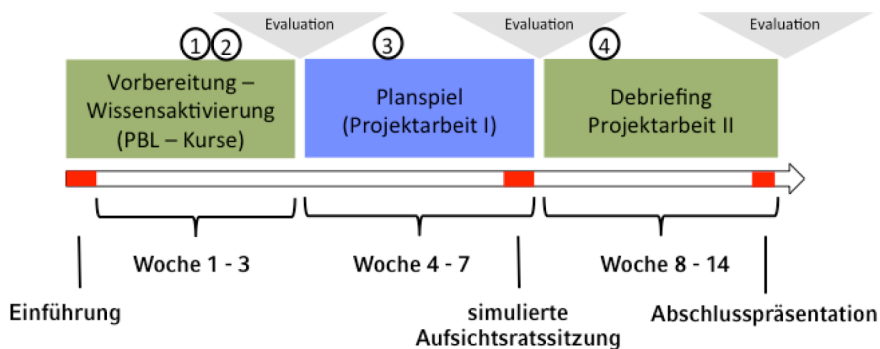 Evaluation
Evaluation
Evaluation
1
2
3
4
Vorbereitung –
Wissensaktivierung
(PBL – Kurse)
Planspiel
(Projektarbeit I)
Debriefing
Projektarbeit II
Woche 1 - 3
Woche 4 - 7
Woche 8 - 14
Einführung
simulierte
Aufsichtsratssitzung
Abschlusspräsentation